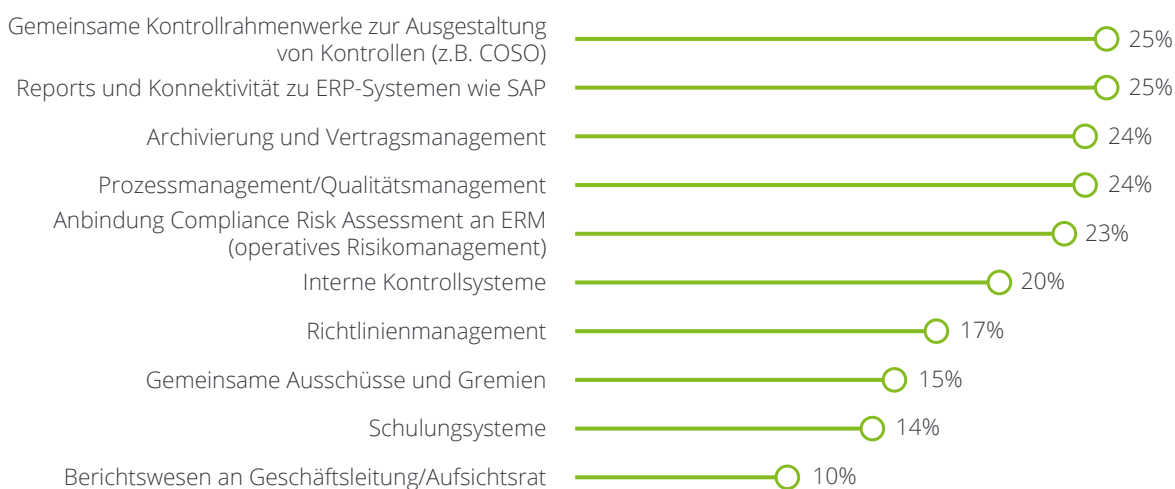 Gemeinsame Kontrollrahmenwerke zur Ausgestaltung
von Kontrollen (z.B. COSO)
25%
Reports und Konnektivität zu ERP-Systemen wie SAP
25%
Archivierung und Vertragsmanagement
24%
Prozessmanagement/Qualitätsmanagement
24%
Anbindung Compliance Risk Assessment an ERM
(operatives Risikomanagement)
23%
Interne Kontrollsysteme
20%
Richtlinienmanagement
17%
Gemeinsame Ausschüsse und Gremien
15%
Schulungsysteme
14%
Berichtswesen an Geschäftsleitung/Aufsichtsrat
10%